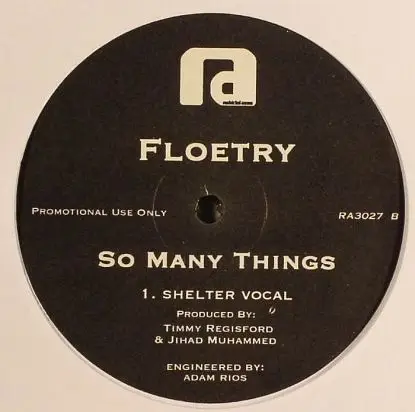 ra
FLOETRY
PROMOTIONAL USE ONLY
RA3027 B
SO MANY THINGS
1. SHELTER VOCAL
PRODUCED BY:
TIMMY REGISFORD
& JIHAD MUHAMMED
ENGINEERED BY:
ADAM RIOS